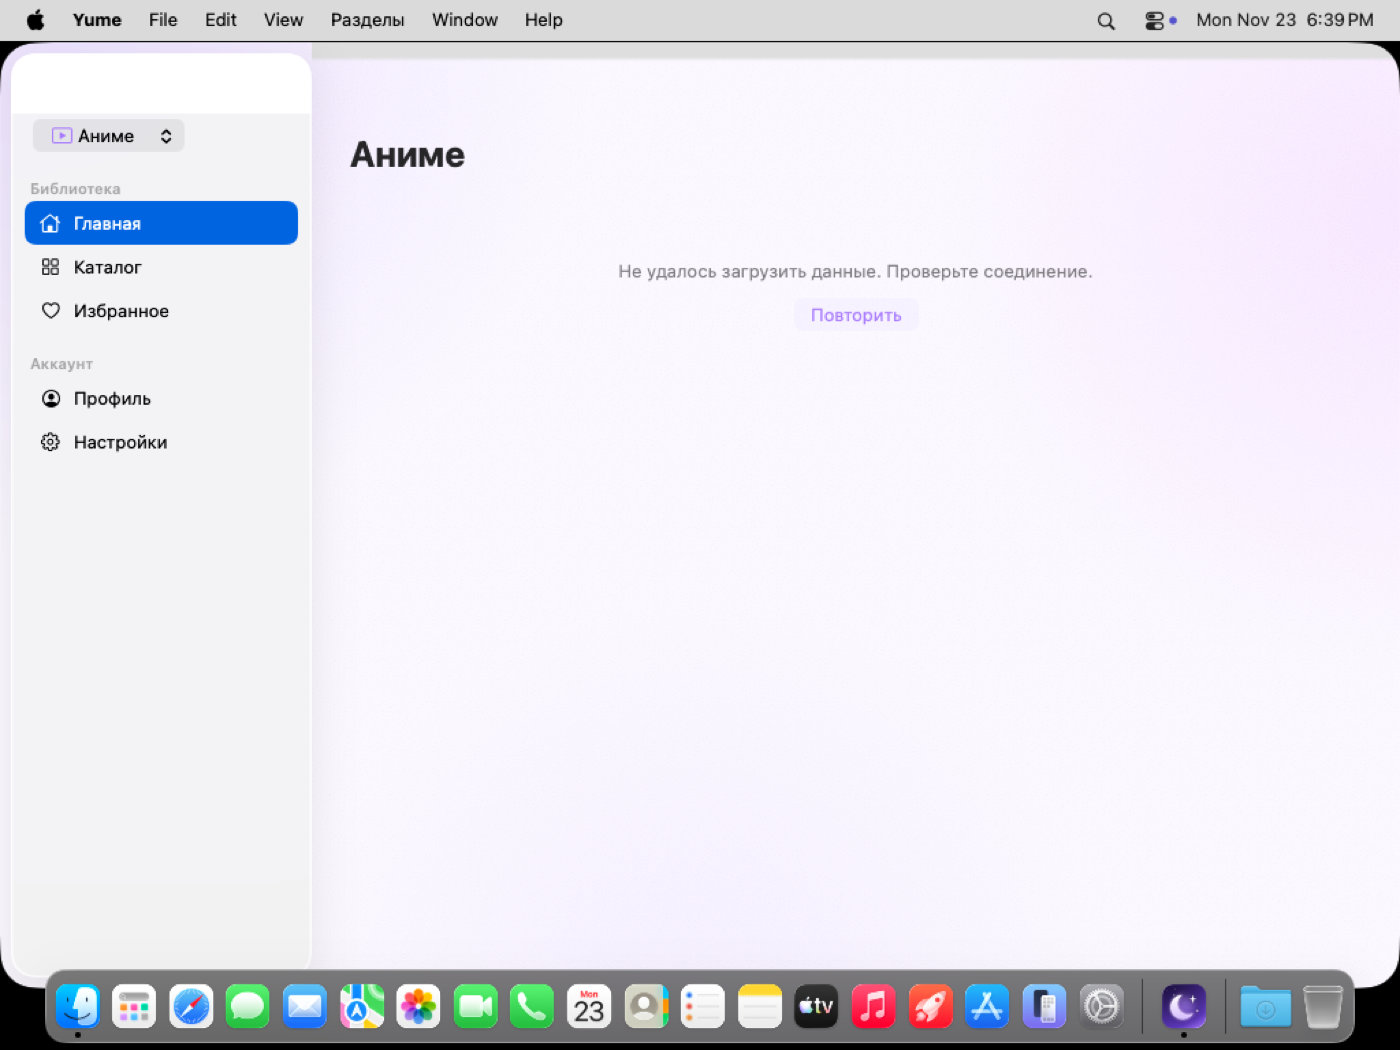 Yume File Edit View Разделы Window Help Mon Nov 23 6:39 PM
Аниме
Библиотека
Главная
Каталог
Избранное
Аккаунт
Профиль
Настройки
Аниме
Не удалось загрузить данные. Проверьте соединение.
Повторить
Mon
23
tv